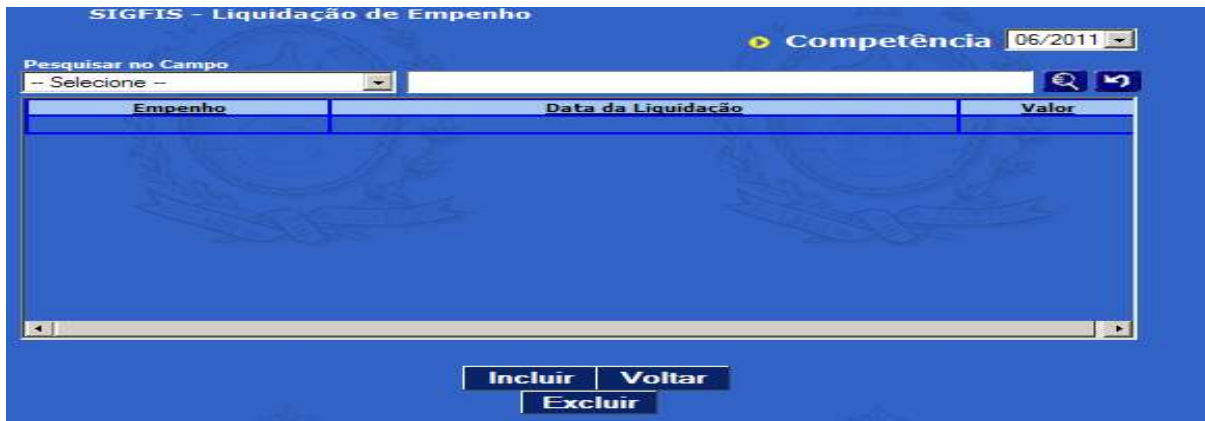 SIGFIS - Liquidação de Empenho
Competência 06/2011
Pesquisar no Campo
-- Selecione --
Empenho Data da Liquidação Valor
Incluir Voltar
Excluir